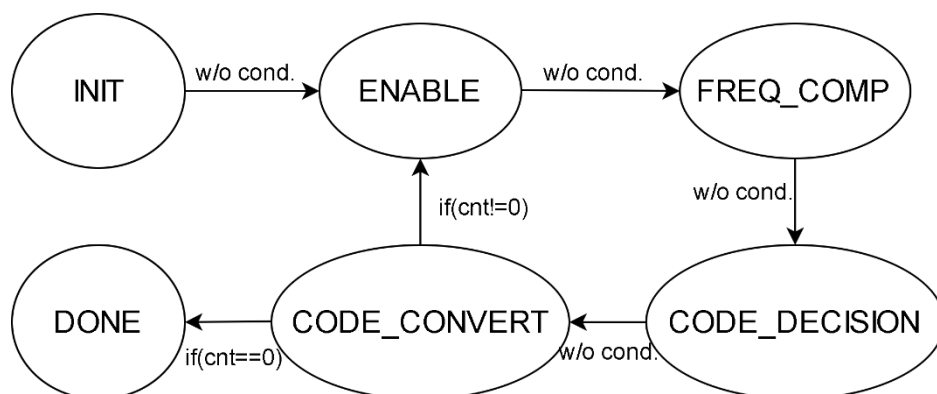 INIT
w/o cond.
ENABLE
w/o cond.
FREQ_COMP
w/o cond.
if(cnt!=0)
DONE
if(cnt==0)
CODE_CONVERT
w/o cond.
CODE_DECISION